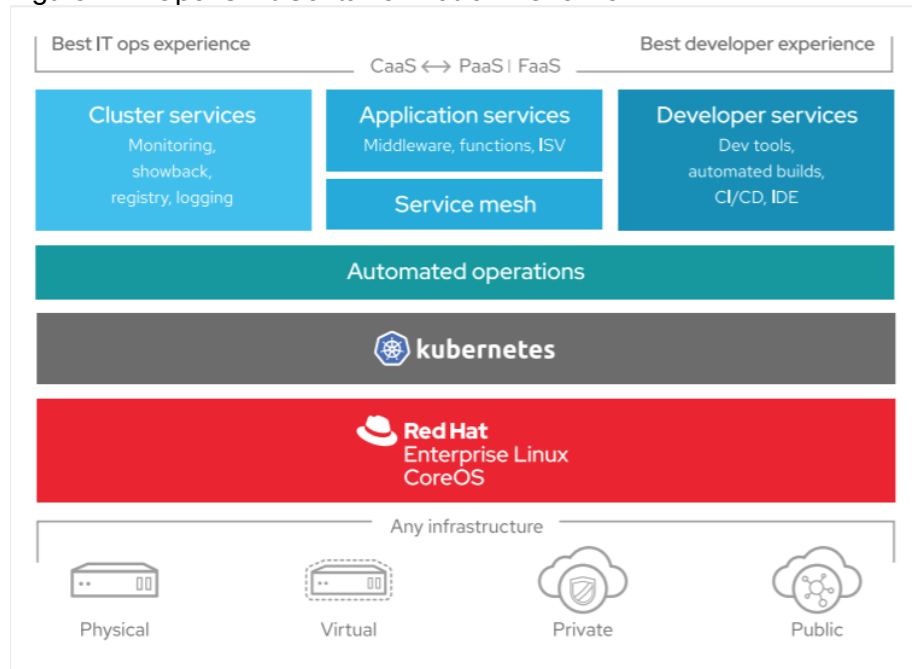 Best IT ops experience
Best developer experience
CaaS ↔ PaaS | FaaS
Cluster services
Monitoring,
showback,
registry, logging
Application services
Middleware, functions, ISV
Service mesh
Developer services
Dev tools,
automated builds,
CI/CD, IDE
Automated operations
kubernetes
Red Hat
Enterprise Linux
CoreOS
Any infrastructure
Physical
Virtual
Private
Public